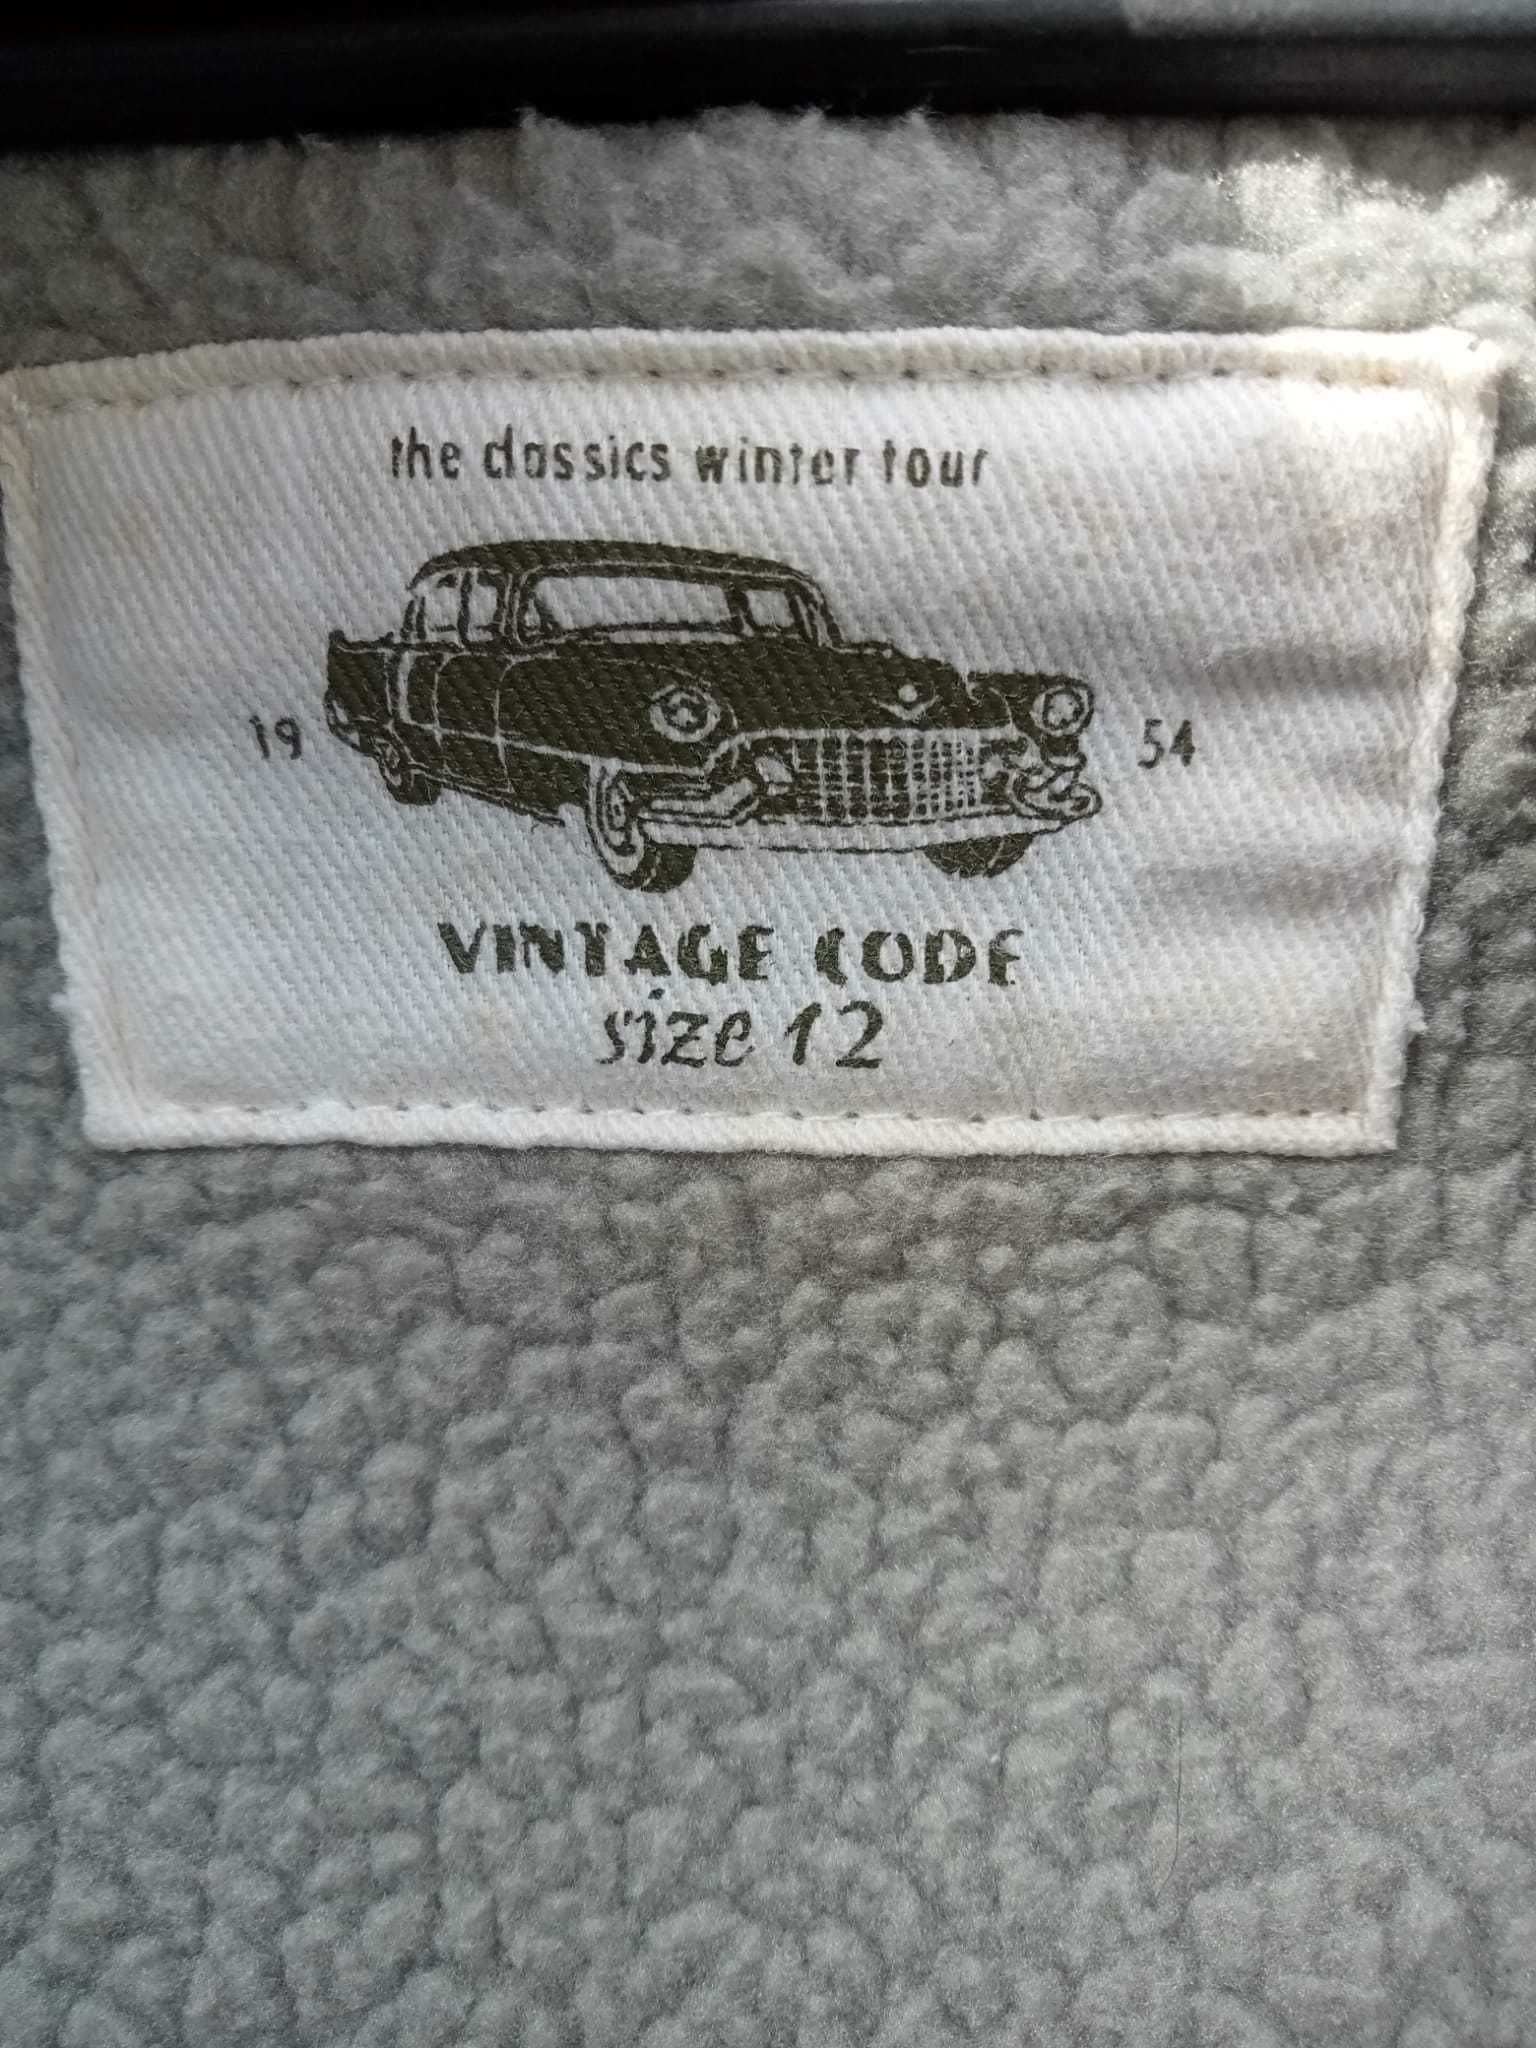 the classics winter tour
19 54
VINTAGE CODE
size 12